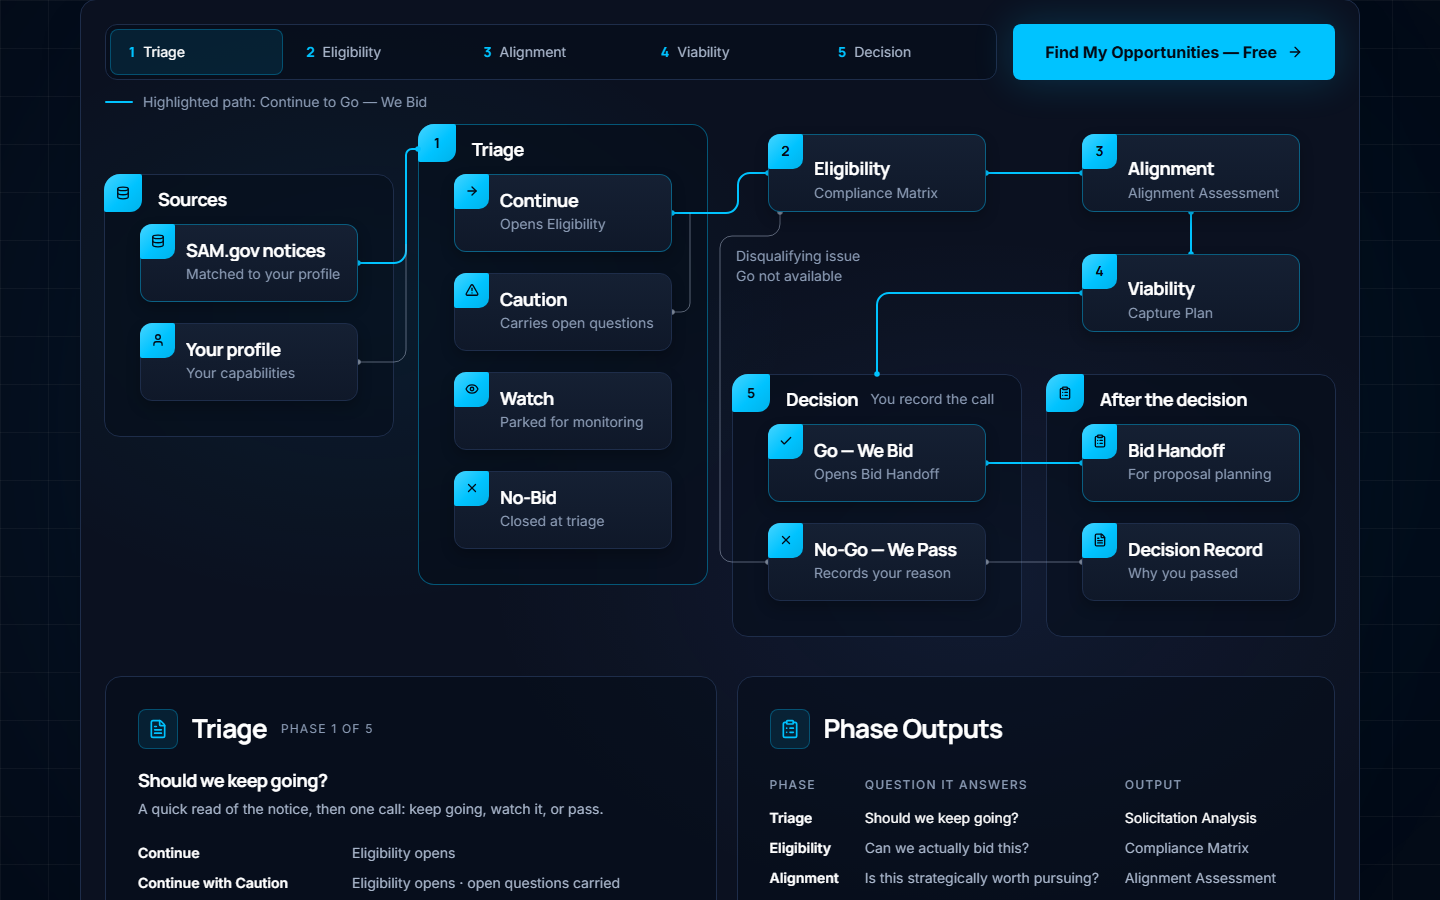 1 Triage
2 Eligibility
3 Alignment
4 Viability
5 Decision
Find My Opportunities — Free →
Highlighted path: Continue to Go — We Bid
Sources
SAM.gov notices
Matched to your profile
Your profile
Your capabilities
1
Triage
Continue
Opens Eligibility
Caution
Carries open questions
Watch
Parked for monitoring
No-Bid
Closed at triage
2
Eligibility
Compliance Matrix
3
Alignment
Alignment Assessment
Disqualifying issue
Go not available
4
Viability
Capture Plan
5
Decision You record the call
Go — We Bid
Opens Bid Handoff
No-Go — We Pass
Records your reason
After the decision
Bid Handoff
For proposal planning
Decision Record
Why you passed
Triage PHASE 1 OF 5
Should we keep going?
A quick read of the notice, then one call: keep going, watch it, or pass.
Continue Eligibility opens
Continue with Caution Eligibility opens · open questions carried
Phase Outputs
PHASE QUESTION IT ANSWERS OUTPUT
Triage Should we keep going? Solicitation Analysis
Eligibility Can we actually bid this? Compliance Matrix
Alignment Is this strategically worth pursuing? Alignment Assessment